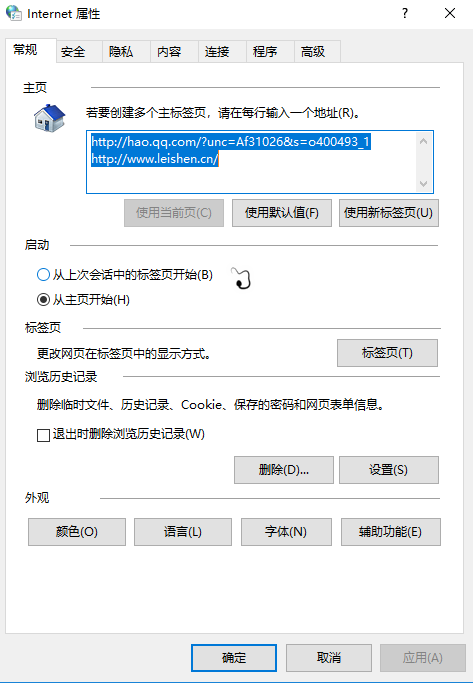 Internet 属性
?
常规 安全 隐私 内容 连接 程序 高级
主页
若要创建多个主标签页，请在每行输入一个地址(R)。
http://hao.qq.com/?unc=Af31026&s=o400493_1
http://www.leishen.cn/
使用当前页(C) 使用默认值(F) 使用新标签页(U)
启动
从上次会话中的标签页开始(B)
从主页开始(H)
标签页
更改网页在标签页中的显示方式。 标签页(T)
浏览历史记录
删除临时文件、历史记录、Cookie、保存的密码和网页表单信息。
退出时删除浏览历史记录(W)
删除(D)... 设置(S)
外观
颜色(O) 语言(L) 字体(N) 辅助功能(E)
确定 取消 应用(A)